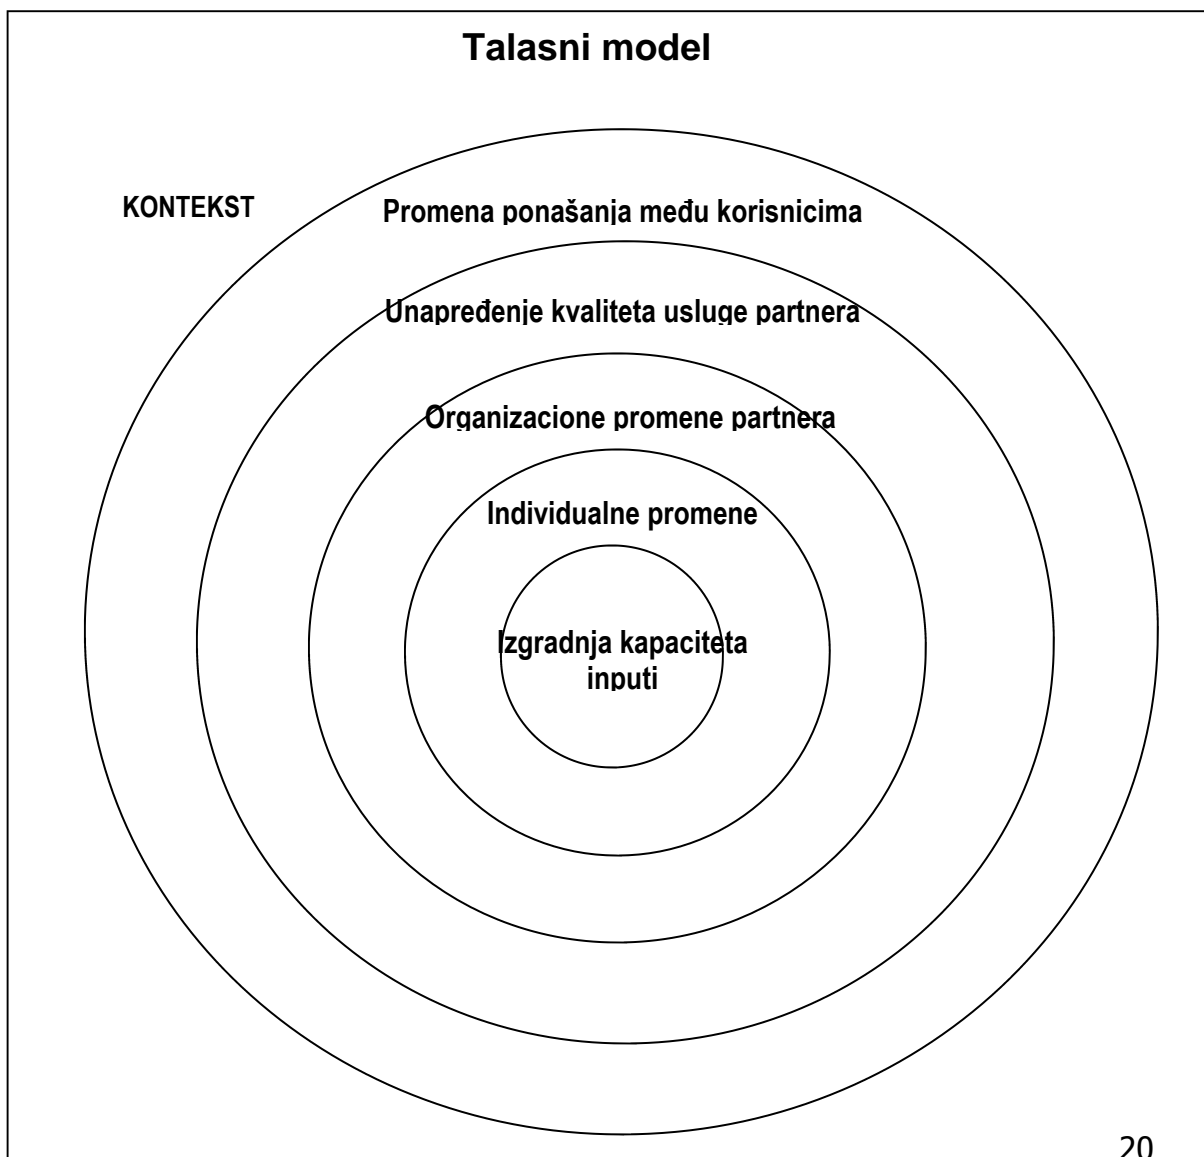 Talasni model
KONTEKST
Promena ponašanja među korisnicima
Unapređenje kvaliteta usluge partnera
Organizacione promene partnera
Individualne promene
Izgradnja kapaciteta
inputi
20